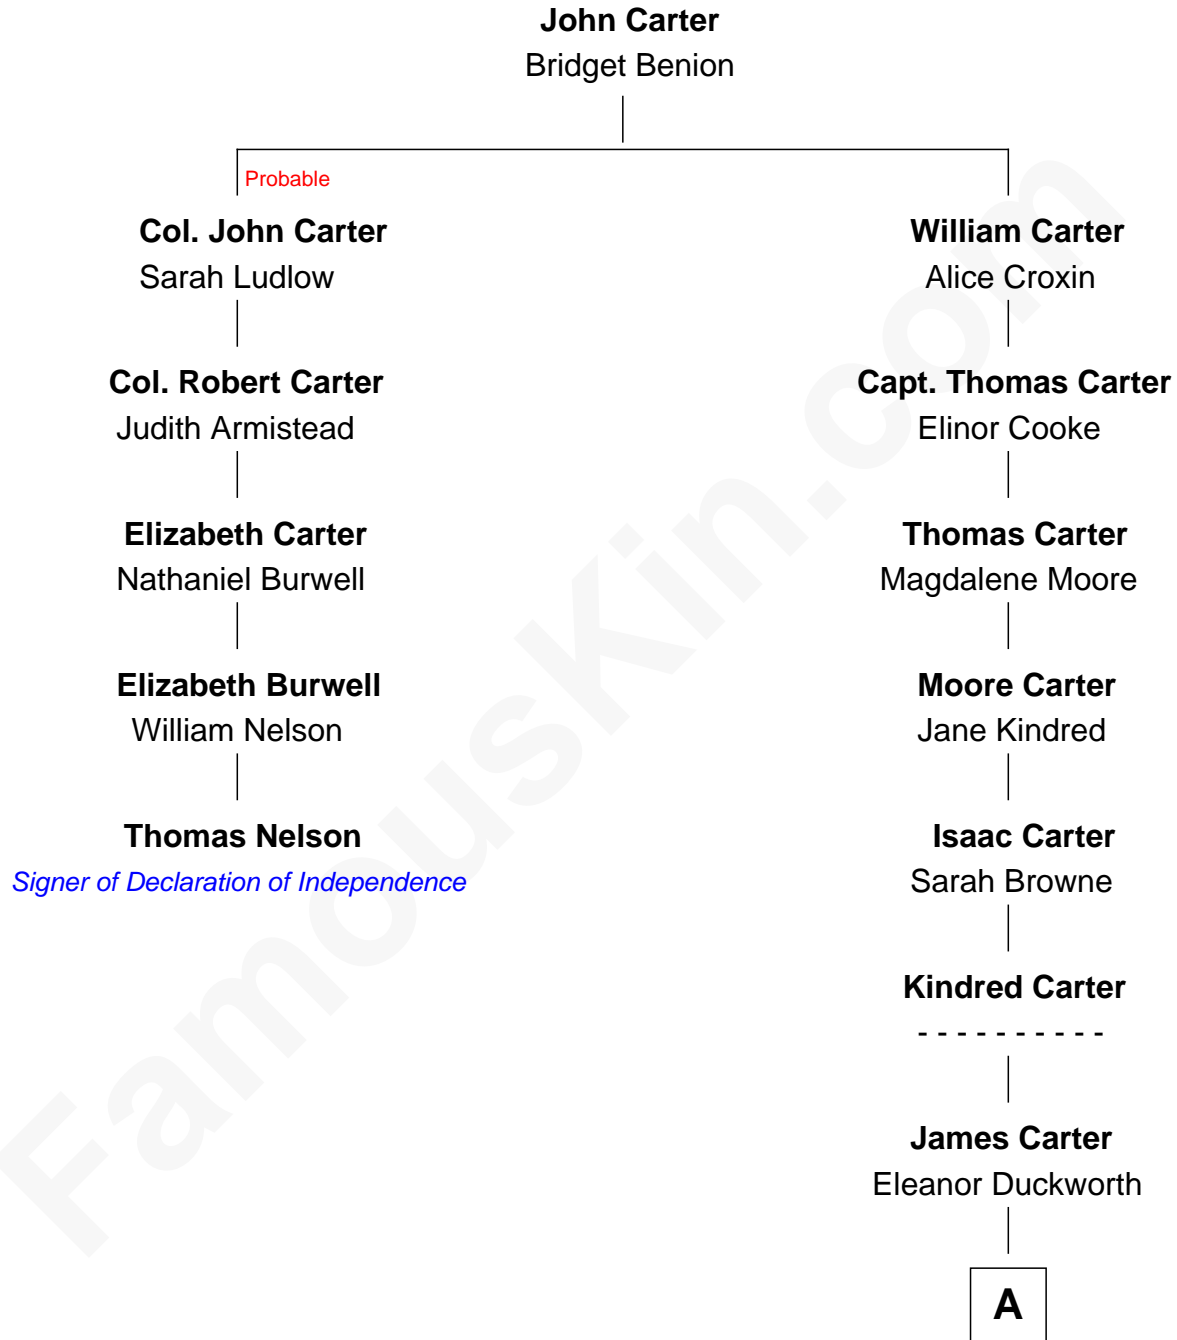 John Carter
Bridget Benion
Probable
Col. John Carter
Sarah Ludlow
William Carter
Alice Croxin
Col. Robert Carter
Judith Armistead
Capt. Thomas Carter
Elinor Cooke
Elizabeth Carter
Nathaniel Burwell
Thomas Carter
Magdalene Moore
Elizabeth Burwell
William Nelson
Moore Carter
Jane Kindred
Thomas Nelson
Signer of Declaration of Independence
Isaac Carter
Sarah Browne
Kindred Carter
- - - - - - - - - -
James Carter
Eleanor Duckworth
A
FamousKin.com